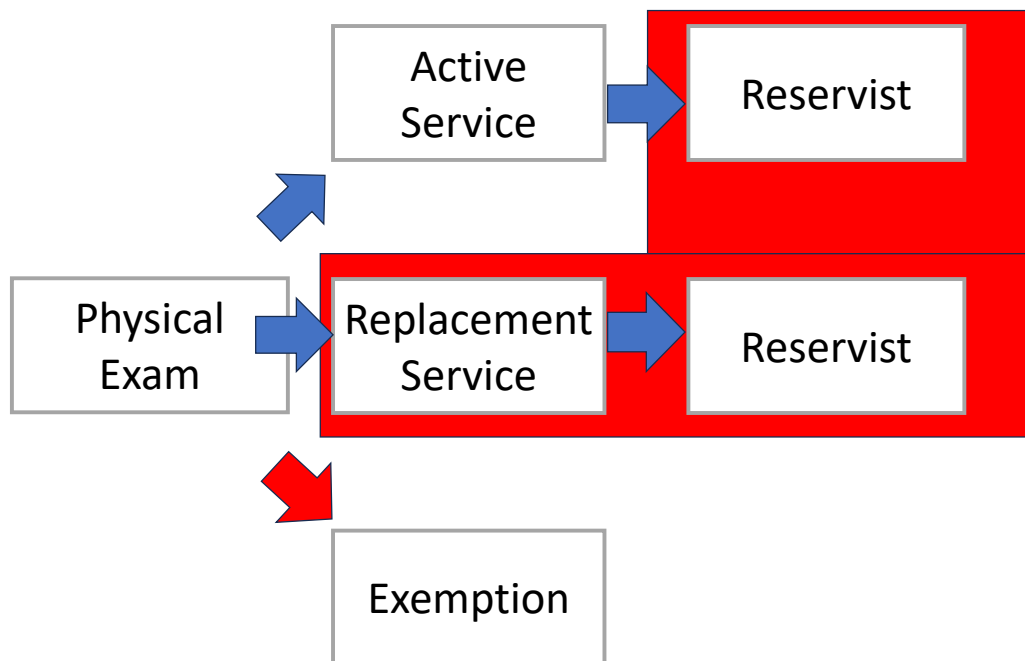 Active
Service
Reservist
Physical
Exam
Replacement
Service
Reservist
Exemption